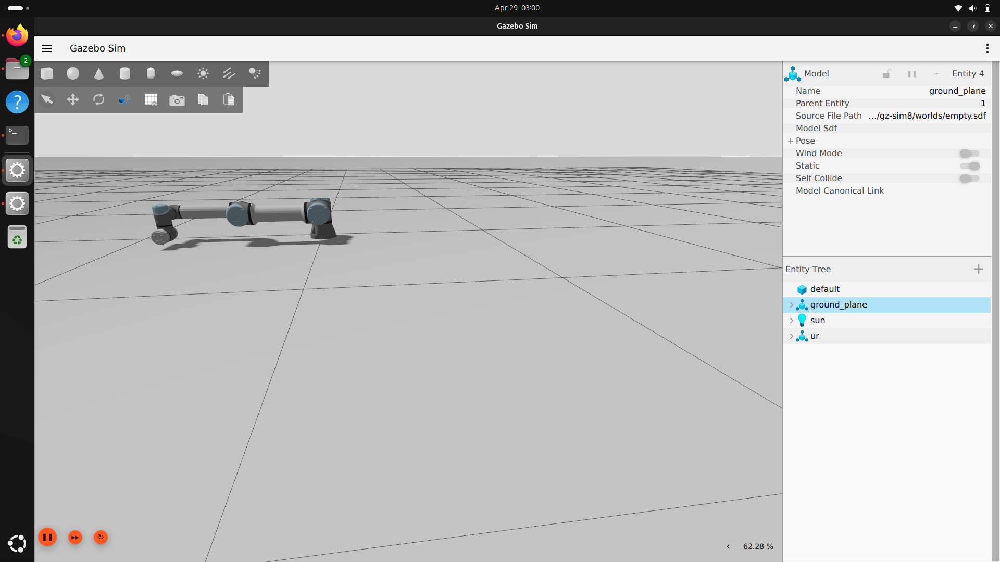 Apr 29 03:00
Gazebo Sim
2
Gazebo Sim
Model
Entity 4
Name ground_plane
Parent Entity 1
Source File Path .../gz-sim8/worlds/empty.sdf
Model Sdf
Pose
Wind Mode
Static
Self Collide
Model Canonical Link
Entity Tree
default
ground_plane
sun
ur
62.28 %